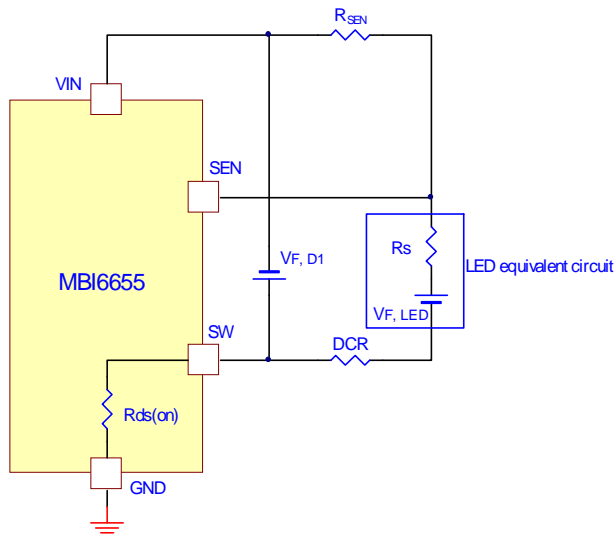 RSEN
VIN
SEN
Rs
VF, D1
LED equivalent circuit
MBI6655
VF, LED
SW
DCR
Rds(on)
GND